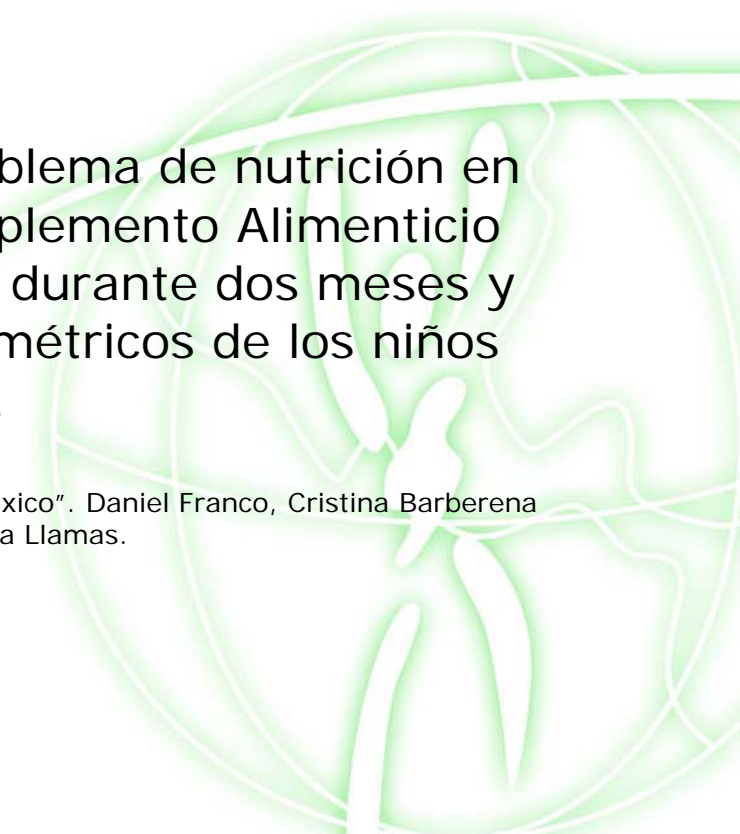 blema de nutrición en
plemento Alimenticio
durante dos meses y
métricos de los niños
.
xico". Daniel Franco, Cristina Barberena
a Llamas.